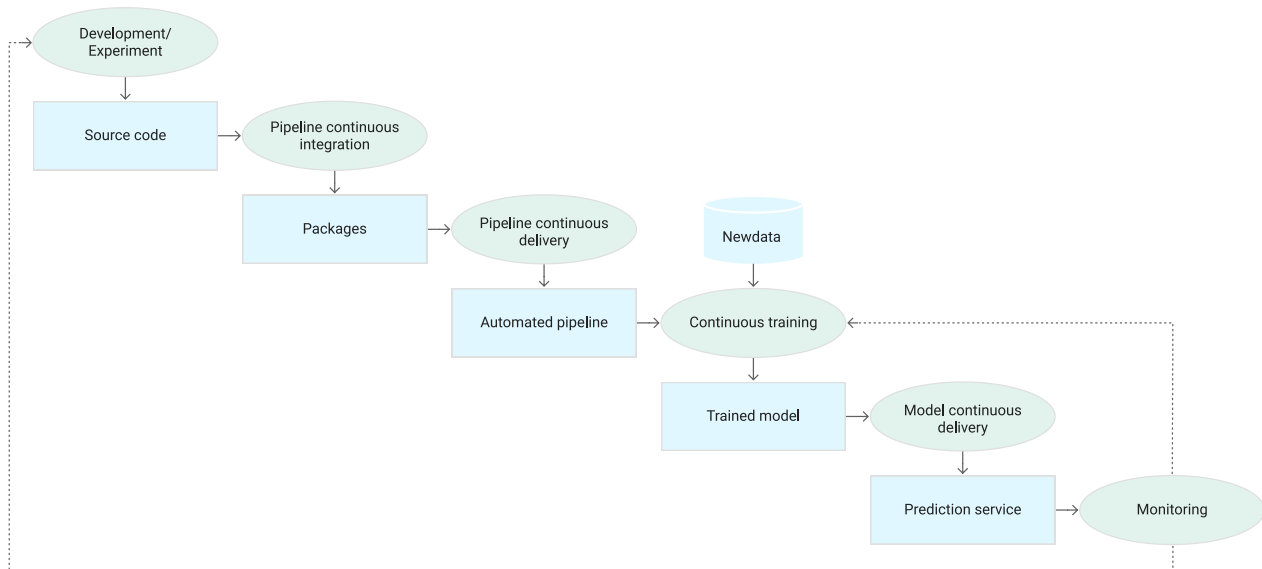 Development/
Experiment
Source code
Pipeline continuous
integration
Packages
Pipeline continuous
delivery
Newdata
Automated pipeline
Continuous training
Trained model
Model continuous
delivery
Prediction service
Monitoring